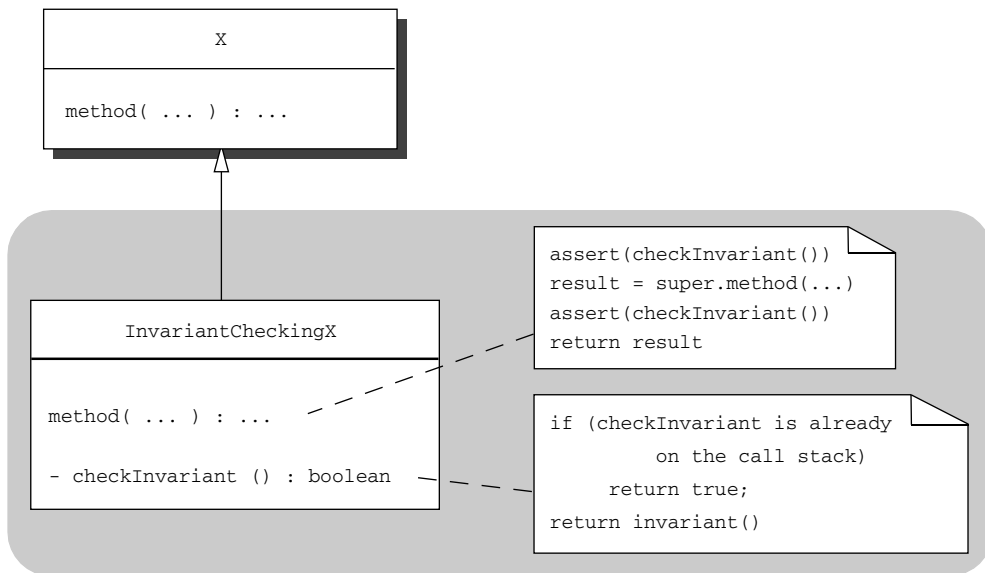 X
method( ... ) : ...
InvariantCheckingX
method( ... ) : ...
- checkInvariant () : boolean
assert(checkInvariant())
result = super.method(...)
assert(checkInvariant())
return result
if (checkInvariant is already
on the call stack)
return true;
return invariant()